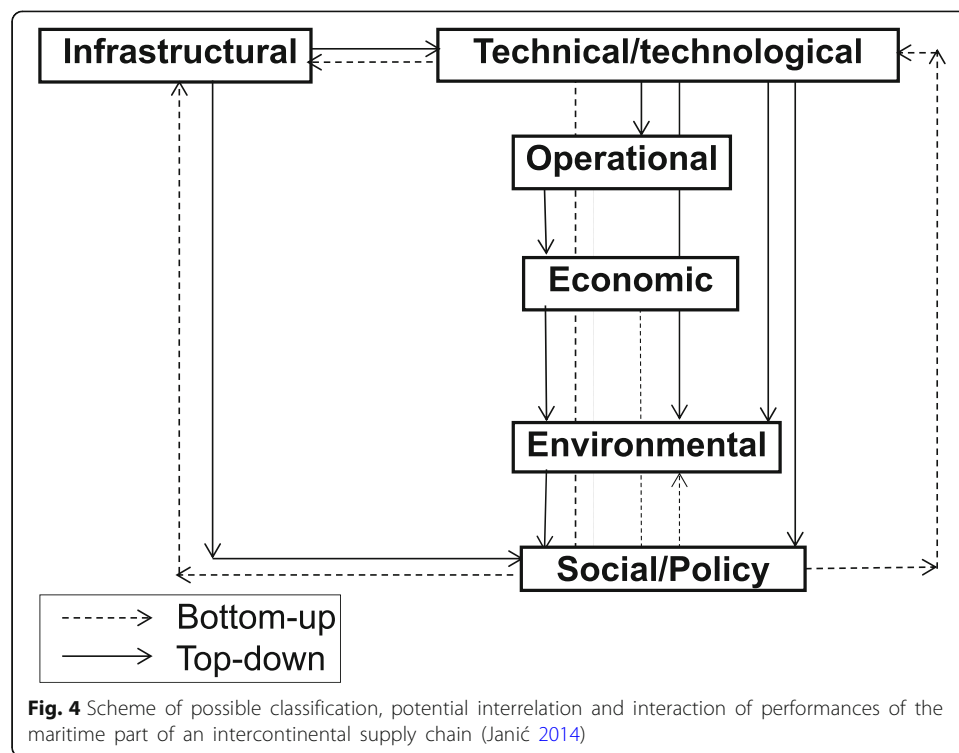 Infrastructural
Technical/technological
Operational
Economic
Environmental
Social/Policy
Bottom-up
Top-down
Fig. 4 Scheme of possible classification, potential interrelation and interaction of performances of the
maritime part of an intercontinental supply chain (Janić 2014)